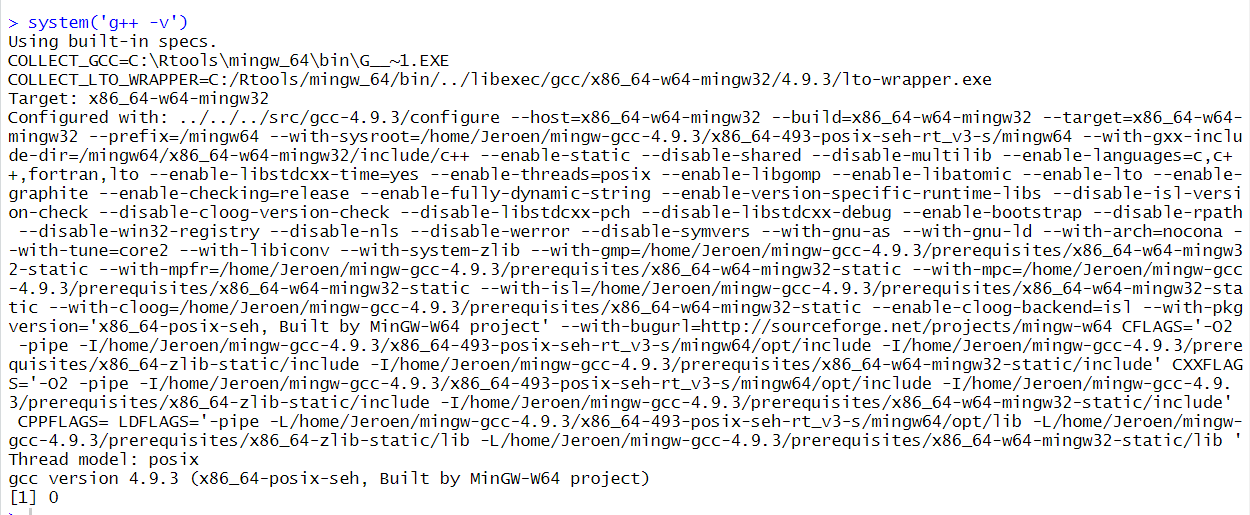 > system('g++ -v')
Using built-in specs.
COLLECT_GCC=C:\Rtools\mingw_64\bin\G__~1.EXE
COLLECT_LTO_WRAPPER=C:/Rtools/mingw_64/bin/../libexec/gcc/x86_64-w64-mingw32/4.9.3/lto-wrapper.exe
Target: x86_64-w64-mingw32
Configured with: ../../../src/gcc-4.9.3/configure --host=x86_64-w64-mingw32 --build=x86_64-w64-mingw32 --target=x86_64-w64-
mingw32 --prefix=/mingw64 --with-sysroot=/home/Jeroen/mingw-gcc-4.9.3/x86_64-493-posix-seh-rt_v3-s/mingw64 --with-gxx-inclu
de-dir=/mingw64/x86_64-w64-mingw32/include/c++ --enable-static --disable-shared --disable-multilib --enable-languages=c,c+
+,fortran,lto --enable-libstdcxx-time=yes --enable-threads=posix --enable-libgomp --enable-libatomic --enable-lto --enable-
graphite --enable-checking=release --enable-fully-dynamic-string --enable-version-specific-runtime-libs --disable-isl-versi
on-check --disable-cloog-version-check --disable-libstdcxx-pch --disable-libstdcxx-debug --enable-bootstrap --disable-rpath
 --disable-win32-registry --disable-nls --disable-werror --disable-symvers --with-gnu-as --with-gnu-ld --with-arch=nocona -
-with-tune=core2 --with-libiconv --with-system-zlib --with-gmp=/home/Jeroen/mingw-gcc-4.9.3/prerequisites/x86_64-w64-mingw3
2-static --with-mpfr=/home/Jeroen/mingw-gcc-4.9.3/prerequisites/x86_64-w64-mingw32-static --with-mpc=/home/Jeroen/mingw-gcc
-4.9.3/prerequisites/x86_64-w64-mingw32-static --with-isl=/home/Jeroen/mingw-gcc-4.9.3/prerequisites/x86_64-w64-mingw32-sta
tic --with-cloog=/home/Jeroen/mingw-gcc-4.9.3/prerequisites/x86_64-w64-mingw32-static --enable-cloog-backend=isl --with-pkg
version='x86_64-posix-seh, Built by MinGW-W64 project' --with-bugurl=http://sourceforge.net/projects/mingw-w64 CFLAGS='-O2
 -pipe -I/home/Jeroen/mingw-gcc-4.9.3/x86_64-493-posix-seh-rt_v3-s/mingw64/opt/include -I/home/Jeroen/mingw-gcc-4.9.3/prere
quisites/x86_64-zlib-static/include -I/home/Jeroen/mingw-gcc-4.9.3/prerequisites/x86_64-w64-mingw32-static/include' CXXFLAG
S='-O2 -pipe -I/home/Jeroen/mingw-gcc-4.9.3/x86_64-493-posix-seh-rt_v3-s/mingw64/opt/include -I/home/Jeroen/mingw-gcc-4.9.
3/prerequisites/x86_64-zlib-static/include -I/home/Jeroen/mingw-gcc-4.9.3/prerequisites/x86_64-w64-mingw32-static/include'
 CPPFLAGS= LDFLAGS='-pipe -L/home/Jeroen/mingw-gcc-4.9.3/x86_64-493-posix-seh-rt_v3-s/mingw64/opt/lib -L/home/Jeroen/mingw-
gcc-4.9.3/prerequisites/x86_64-zlib-static/lib -L/home/Jeroen/mingw-gcc-4.9.3/prerequisites/x86_64-w64-mingw32-static/lib '
Thread model: posix
gcc version 4.9.3 (x86_64-posix-seh, Built by MinGW-W64 project)
[1] 0
>